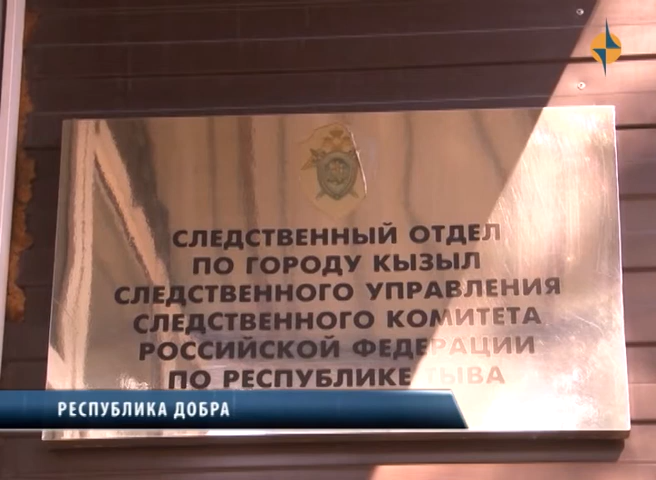 СЛЕДСТВЕННЫЙ ОТДЕЛ
ПО ГОРОДУ КЫЗЫЛ
СЛЕДСТВЕННОГО УПРАВЛЕНИЯ
СЛЕДСТВЕННОГО КОМИТЕТА
РОССИЙСКОЙ ФЕДЕРАЦИИ
ПО РЕСПУБЛИКЕ ТЫВА
РЕСПУБЛИКА ДОБРА